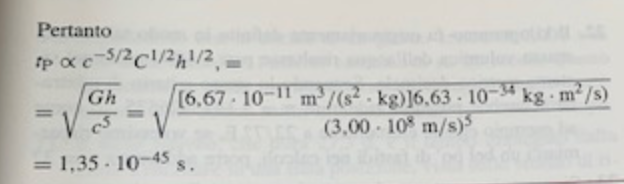 Pertanto
tP ∝ c^−5/2 C^1/2 h^1/2, =
= √(Gh / c^5) = √([6,67 · 10^−11 m^3/(s^2 · kg)]6,63 · 10^−34 kg · m^2/s) / (3,00 · 10^8 m/s)^5)
= 1,35 · 10^−45 s.